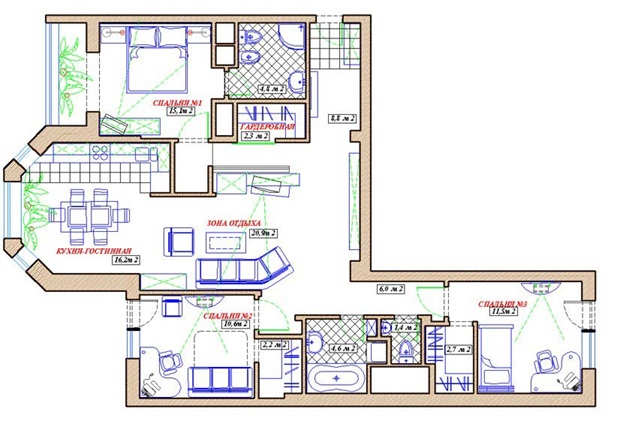 СПАЛЬНЯ №1
15,1м 2
4,8 м 2
ГАРДЕРОБНАЯ
2,3 м 2
8,8 м 2
ЗОНА ОТДЫХА
20,9м 2
КУХНЯ-ГОСТИННАЯ
16,2м 2
6,0 м 2
СПАЛЬНЯ №2
10,6м 2
2,2 м 2
4,6 м 2
1,4 м 2
2,7 м 2
СПАЛЬНЯ №3
11,5м 2